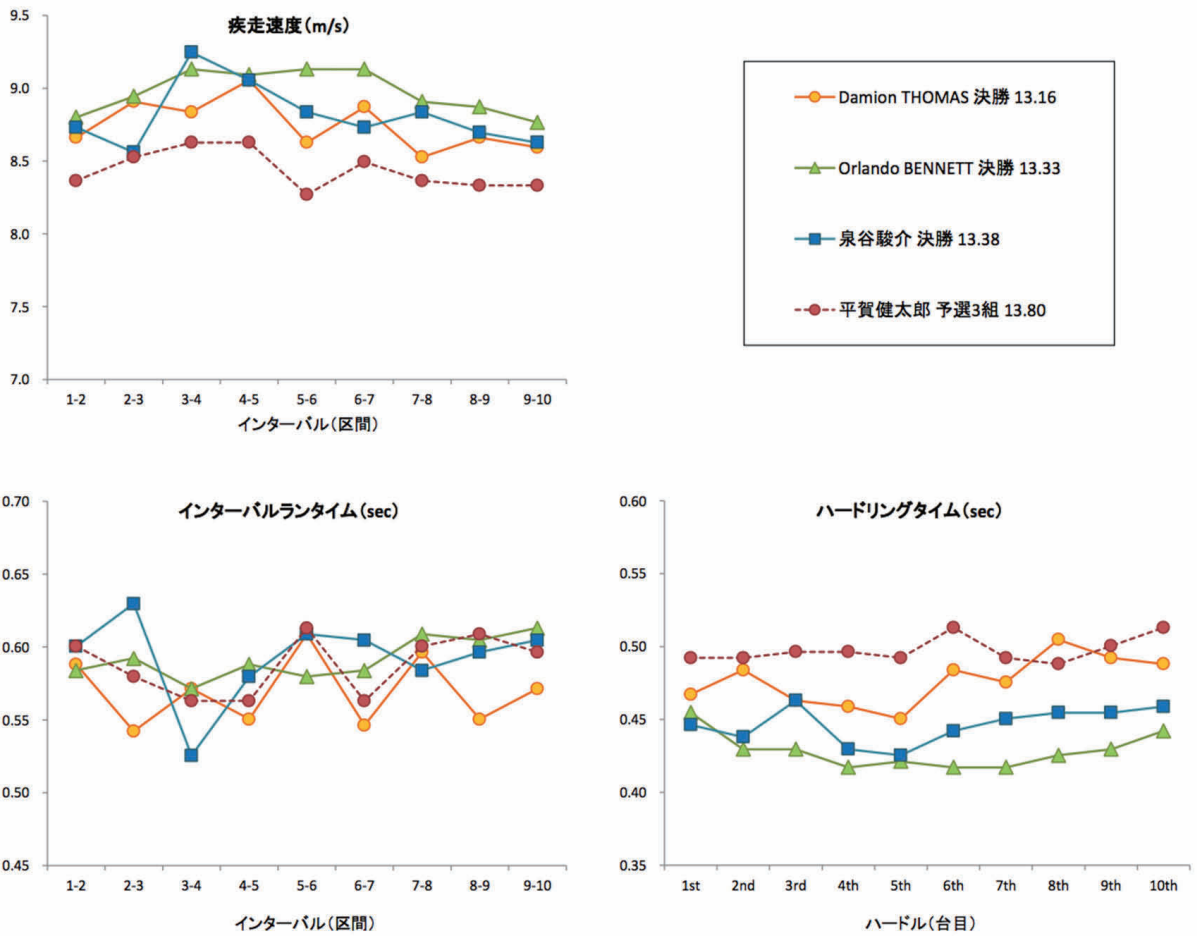 疾走速度(m/s)
9.5
9.0
8.5
8.0
7.5
7.0
1-2 2-3 3-4 4-5 5-6 6-7 7-8 8-9 9-10
インターバル(区間)
Damion THOMAS 決勝 13.16
Orlando BENNETT 決勝 13.33
泉谷駿介 決勝 13.38
平賀健太郎 予選3組 13.80
インターバルランタイム(sec)
0.70
0.65
0.60
0.55
0.50
0.45
1-2 2-3 3-4 4-5 5-6 6-7 7-8 8-9 9-10
インターバル(区間)
ハードリングタイム(sec)
0.60
0.55
0.50
0.45
0.40
0.35
1st 2nd 3rd 4th 5th 6th 7th 8th 9th 10th
ハードル(台目)